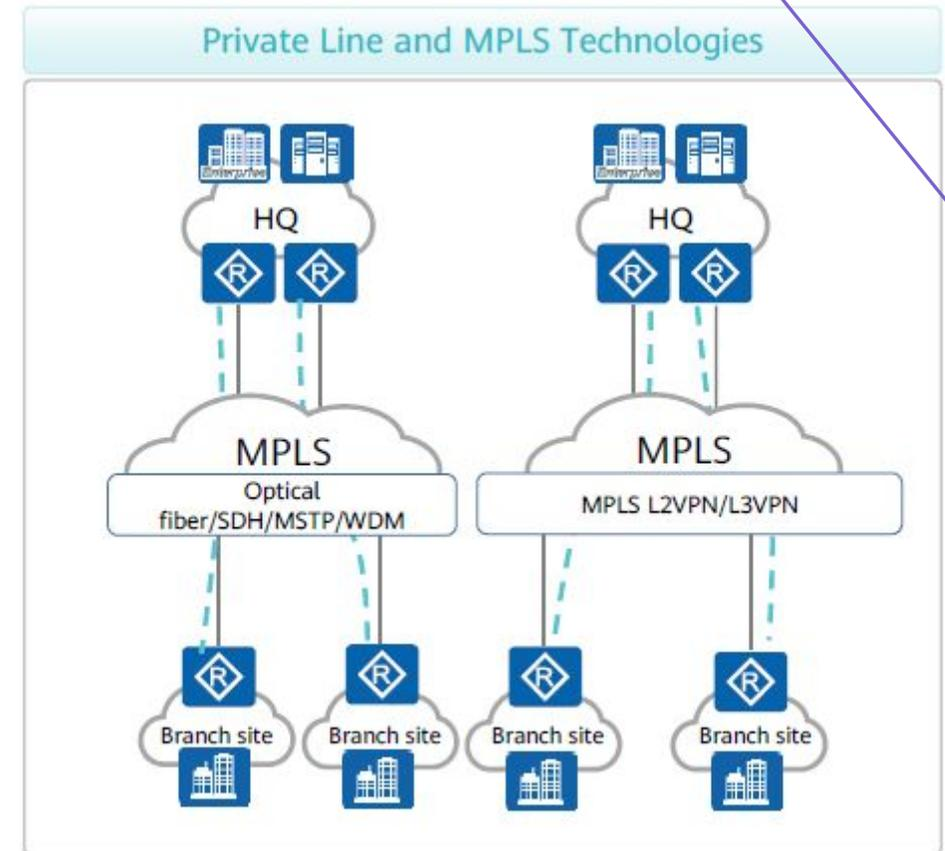 Private Line and MPLS Technologies
Enterprise
Enterprise
HQ
HQ
R
R
R
R
MPLS
Optical
fiber/SDH/MSTP/WDM
MPLS
MPLS L2VPN/L3VPN
R
R
R
R
Branch site
Branch site
Branch site
Branch site